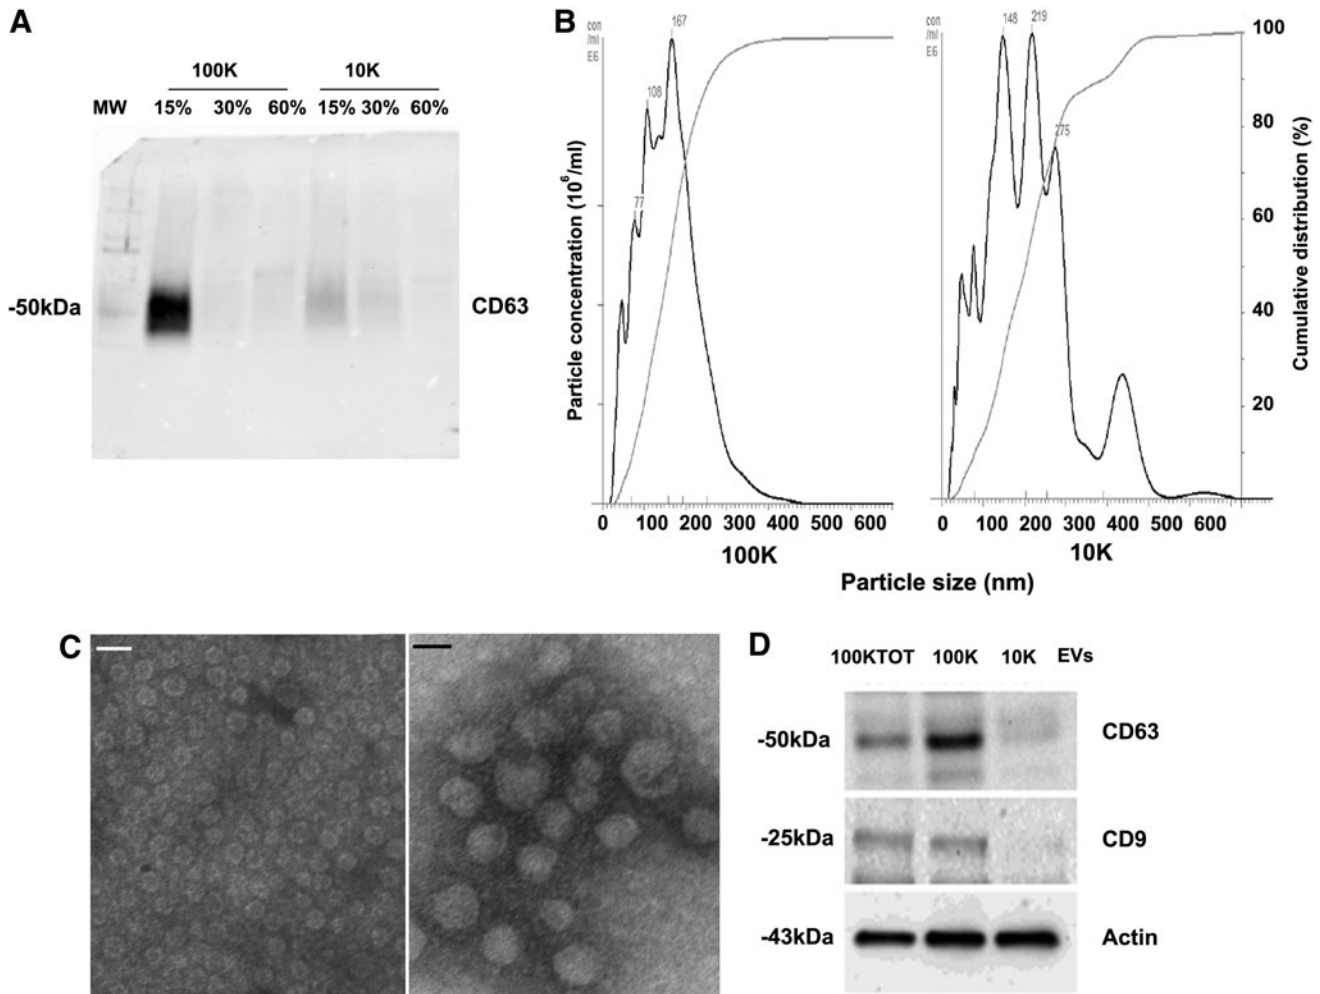 A
100K 10K
MW 15% 30% 60% 15% 30% 60%
-50kDa
CD63
B
con
/ml
E6
77
108
167
Particle concentration (10⁶/ml)
0 100 200 300 400 500 600
100K
con
/ml
E6
148
219
275
0 100 200 300 400 500 600
10K
100
80
60
40
20
Cumulative distribution (%)
Particle size (nm)
C
D
100KTOT 100K 10K EVs
-50kDa CD63
-25kDa CD9
-43kDa Actin